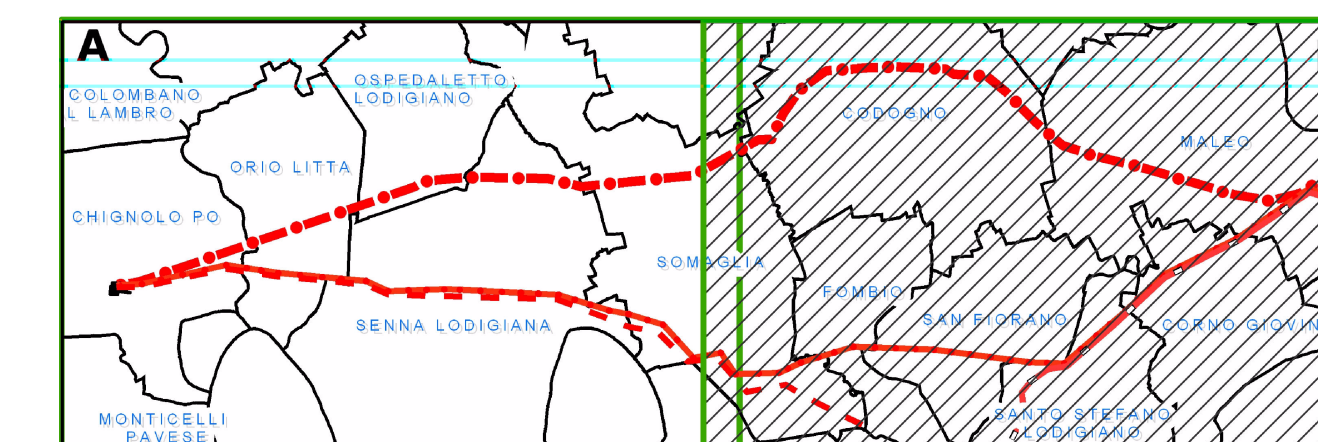 A
COLOMBANO
L LAMBRO
OSPEDALETTO
LODIGIANO
CODOGNO
MALEO
ORIO LITTA
CHIGNOLO PO
SOMAGLIA
FOMBIO
SAN FIORANO
CORNO GIOVIN
SENNA LODIGIANA
MONTICELLI
PAVESE
SANTO STEFANO
LODIGIANO